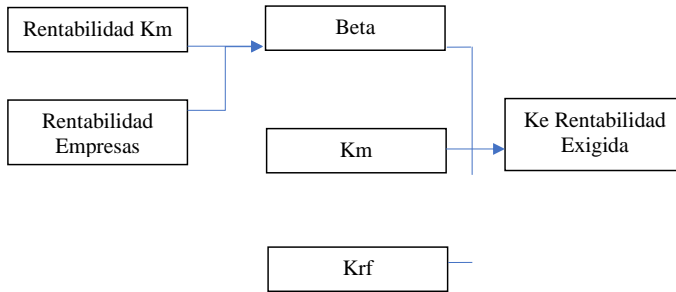 Rentabilidad Km
Beta
Rentabilidad
Empresas
Km
Ke Rentabilidad
Exigida
Krf